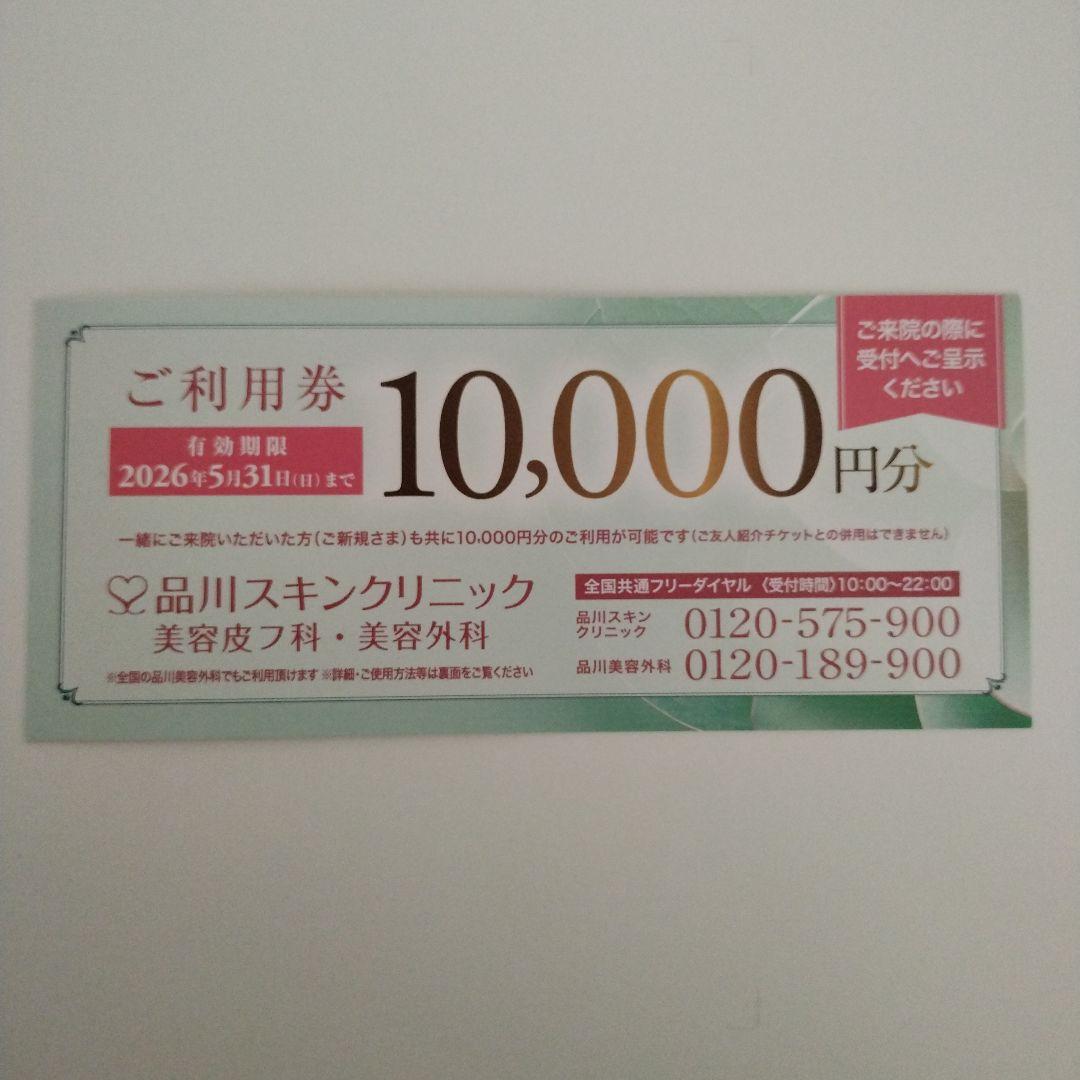 ご利用券
有効期限
2026年5月31日(日)まで
10,000円分
ご来院の際に
受付へご呈示
ください
一緒にご来院いただいた方(ご新規さま)も共に10,000円分のご利用が可能です(ご友人紹介チケットとの併用はできません)
品川スキンクリニック
美容皮フ科・美容外科
※全国の品川美容外科でもご利用頂けます ※詳細・ご使用方法等は裏面をご覧ください
全国共通フリーダイヤル 〈受付時間〉10:00〜22:00
品川スキン
クリニック
0120-575-900
品川美容外科 0120-189-900